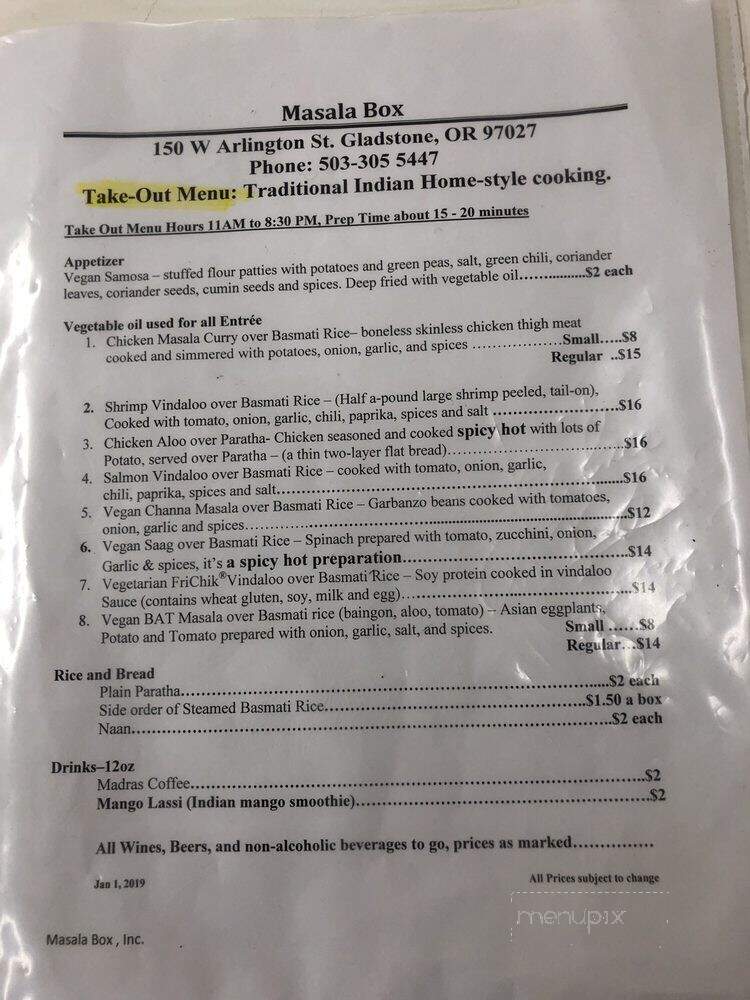 Masala Box
150 W Arlington St. Gladstone, OR 97027
Phone: 503-305 5447
Take-Out Menu: Traditional Indian Home-style cooking.
Take Out Menu Hours 11AM to 8:30 PM, Prep Time about 15 - 20 minutes
Appetizer
Vegan Samosa – stuffed flour patties with potatoes and green peas, salt, green chili, coriander
leaves, coriander seeds, cumin seeds and spices. Deep fried with vegetable oil...............$2 each
Vegetable oil used for all Entrée
1. Chicken Masala Curry over Basmati Rice– boneless skinless chicken thigh meat
cooked and simmered with potatoes, onion, garlic, and spices .....................Small.....$8
Regular ..$15
2. Shrimp Vindaloo over Basmati Rice – (Half a-pound large shrimp peeled, tail-on),
Cooked with tomato, onion, garlic, chili, paprika, spices and salt .............................$16
3. Chicken Aloo over Paratha- Chicken seasoned and cooked spicy hot with lots of
Potato, served over Paratha – (a thin two-layer flat bread)........................................$16
4. Salmon Vindaloo over Basmati Rice – cooked with tomato, onion, garlic,
chili, paprika, spices and salt.....................................................................................$16
5. Vegan Channa Masala over Basmati Rice – Garbanzo beans cooked with tomatoes,
onion, garlic and spices...............................................................................................$12
6. Vegan Saag over Basmati Rice – Spinach prepared with tomato, zucchini, onion,
Garlic & spices, it's a spicy hot preparation.................................................$14
7. Vegetarian FriChik® Vindaloo over Basmati Rice – Soy protein cooked in vindaloo
Sauce (contains wheat gluten, soy, milk and egg)...................................................$14
8. Vegan BAT Masala over Basmati rice (baingon, aloo, tomato) – Asian eggplants,
Potato and Tomato prepared with onion, garlic, salt, and spices. Small ......$8
Regular...$14
Rice and Bread
Plain Paratha...................................................................................................$2 each
Side order of Steamed Basmati Rice..........................................................$1.50 a box
Naan................................................................................................................$2 each
Drinks–12oz
Madras Coffee........................................................................................................$2
Mango Lassi (Indian mango smoothie)....................................................................$2
All Wines, Beers, and non-alcoholic beverages to go, prices as marked...............
Jan 1, 2019 All Prices subject to change
menupix
Masala Box , Inc.